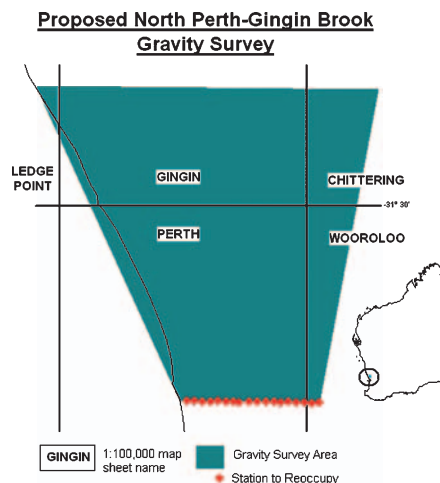 Proposed North Perth-Gingin Brook
Gravity Survey
LEDGE
POINT
GINGIN
CHITTERING
-31° 30'
PERTH
WOOROLOO
GINGIN
1:100,000 map
sheet name
Gravity Survey Area
Station to Reoccupy